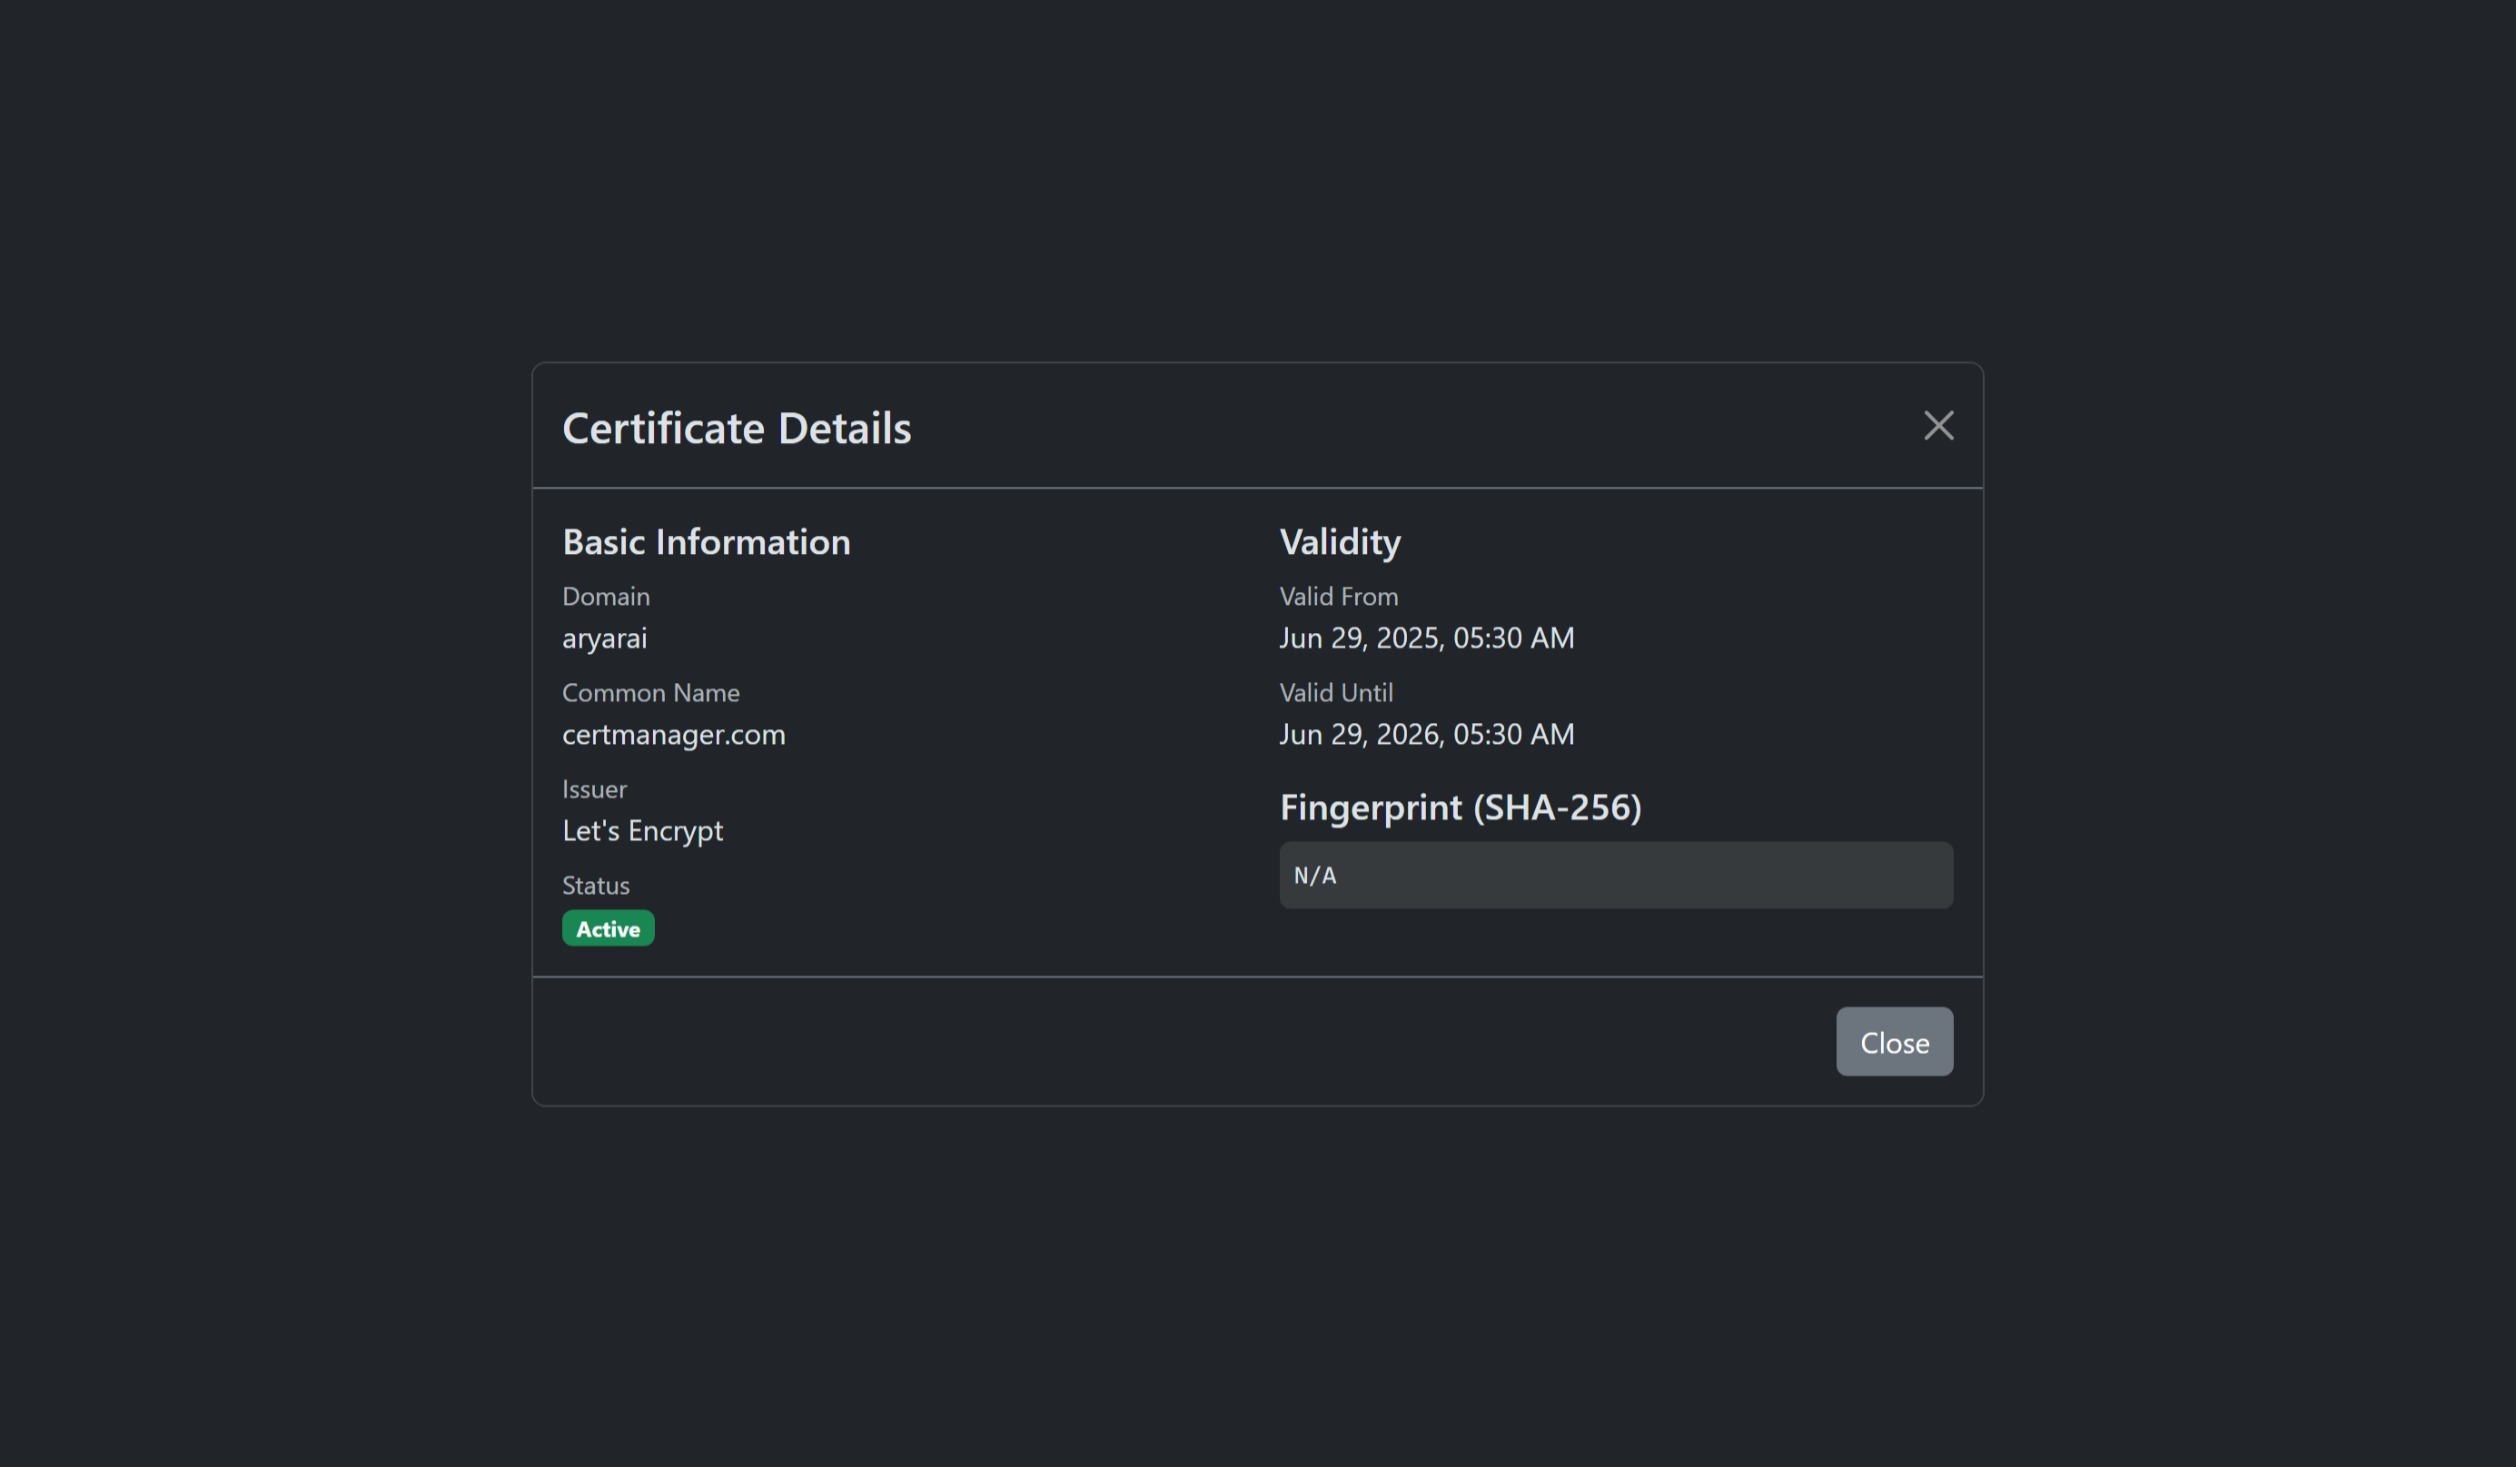 Certificate Details
Basic Information
Domain
aryarai
Common Name
certmanager.com
Issuer
Let's Encrypt
Status
Active
Validity
Valid From
Jun 29, 2025, 05:30 AM
Valid Until
Jun 29, 2026, 05:30 AM
Fingerprint (SHA-256)
N/A
Close